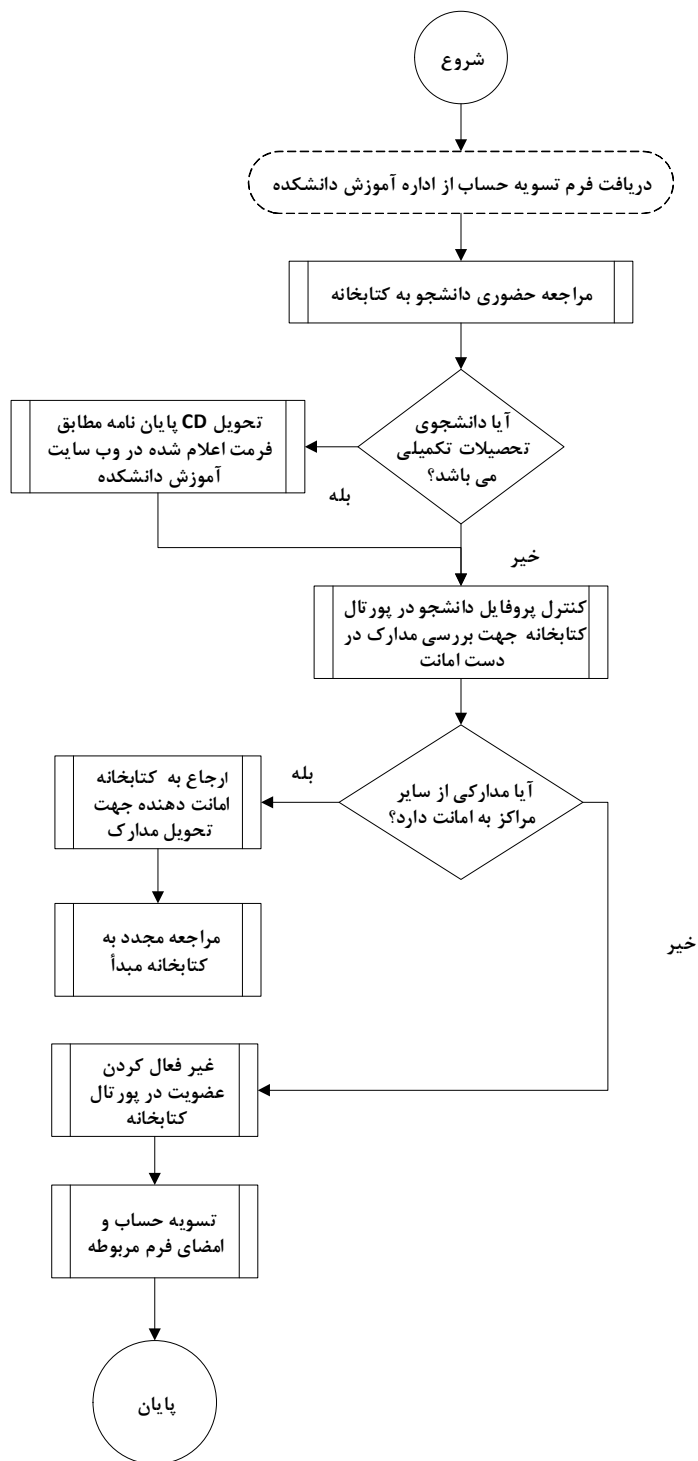 شروع
دریافت فرم تسویه حساب از اداره آموزش دانشکده
مراجعه حضوری دانشجو به کتابخانه
آیا دانشجوی
تحصیلات تکمیلی
می باشد؟
بله
تحویل CD پایان نامه مطابق
فرمت اعلام شده در وب سایت
آموزش دانشکده
خیر
کنترل پروفایل دانشجو در پورتال
کتابخانه جهت بررسی مدارک در
دست امانت
آیا مدارکی از سایر
مراکز به امانت دارد؟
بله
ارجاع به کتابخانه
امانت دهنده جهت
تحویل مدارک
مراجعه مجدد به
کتابخانه مبدأ
خیر
غیر فعال کردن
عضویت در پورتال
کتابخانه
تسویه حساب و
امضای فرم مربوطه
پایان